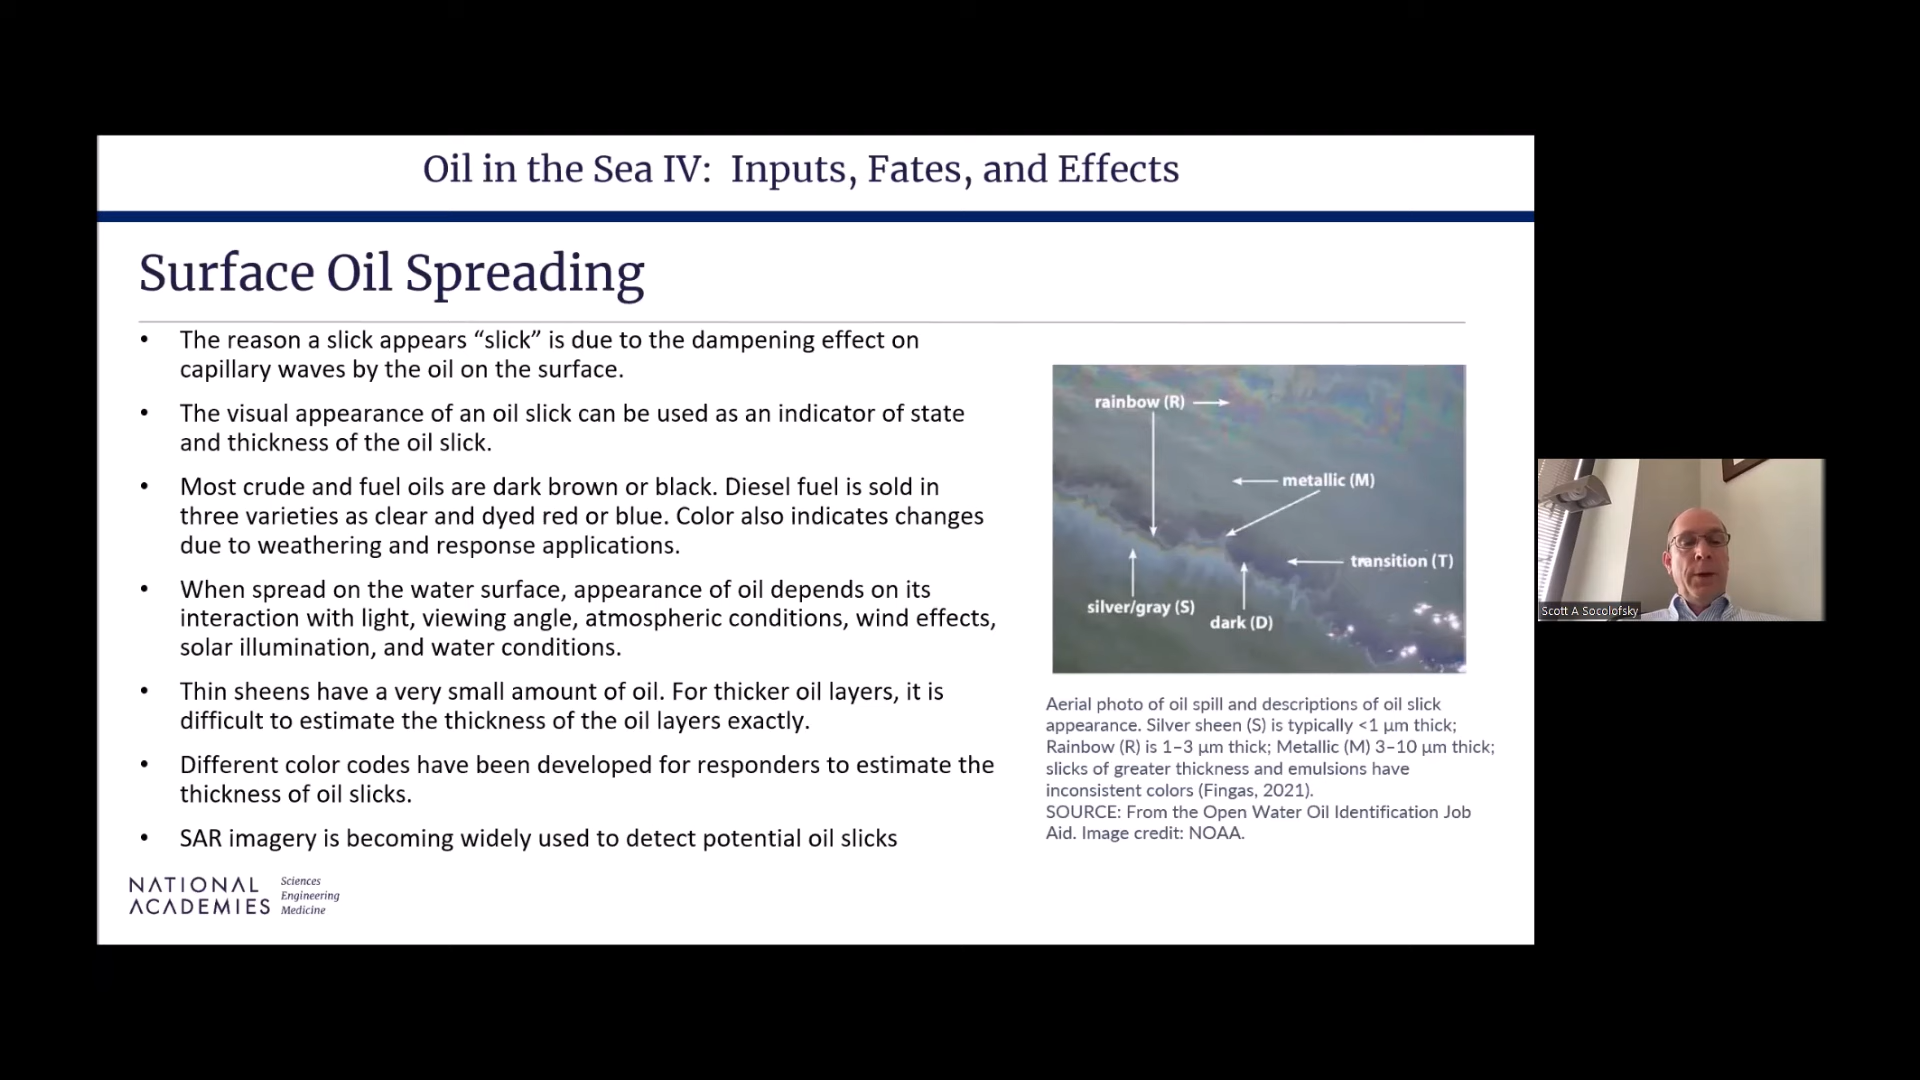 Oil in the Sea IV: Inputs, Fates, and Effects
Surface Oil Spreading
• The reason a slick appears “slick” is due to the dampening effect on
capillary waves by the oil on the surface.
• The visual appearance of an oil slick can be used as an indicator of state
and thickness of the oil slick.
• Most crude and fuel oils are dark brown or black. Diesel fuel is sold in
three varieties as clear and dyed red or blue. Color also indicates changes
due to weathering and response applications.
• When spread on the water surface, appearance of oil depends on its
interaction with light, viewing angle, atmospheric conditions, wind effects,
solar illumination, and water conditions.
• Thin sheens have a very small amount of oil. For thicker oil layers, it is
difficult to estimate the thickness of the oil layers exactly.
• Different color codes have been developed for responders to estimate the
thickness of oil slicks.
• SAR imagery is becoming widely used to detect potential oil slicks
rainbow (R)
metallic (M)
transition (T)
silver/gray (S)
dark (D)
Aerial photo of oil spill and descriptions of oil slick
appearance. Silver sheen (S) is typically <1 µm thick;
Rainbow (R) is 1–3 µm thick; Metallic (M) 3–10 µm thick;
slicks of greater thickness and emulsions have
inconsistent colors (Fingas, 2021).
SOURCE: From the Open Water Oil Identification Job
Aid. Image credit: NOAA.
NATIONAL
ACADEMIES
Sciences
Engineering
Medicine
Scott A Socolofsky